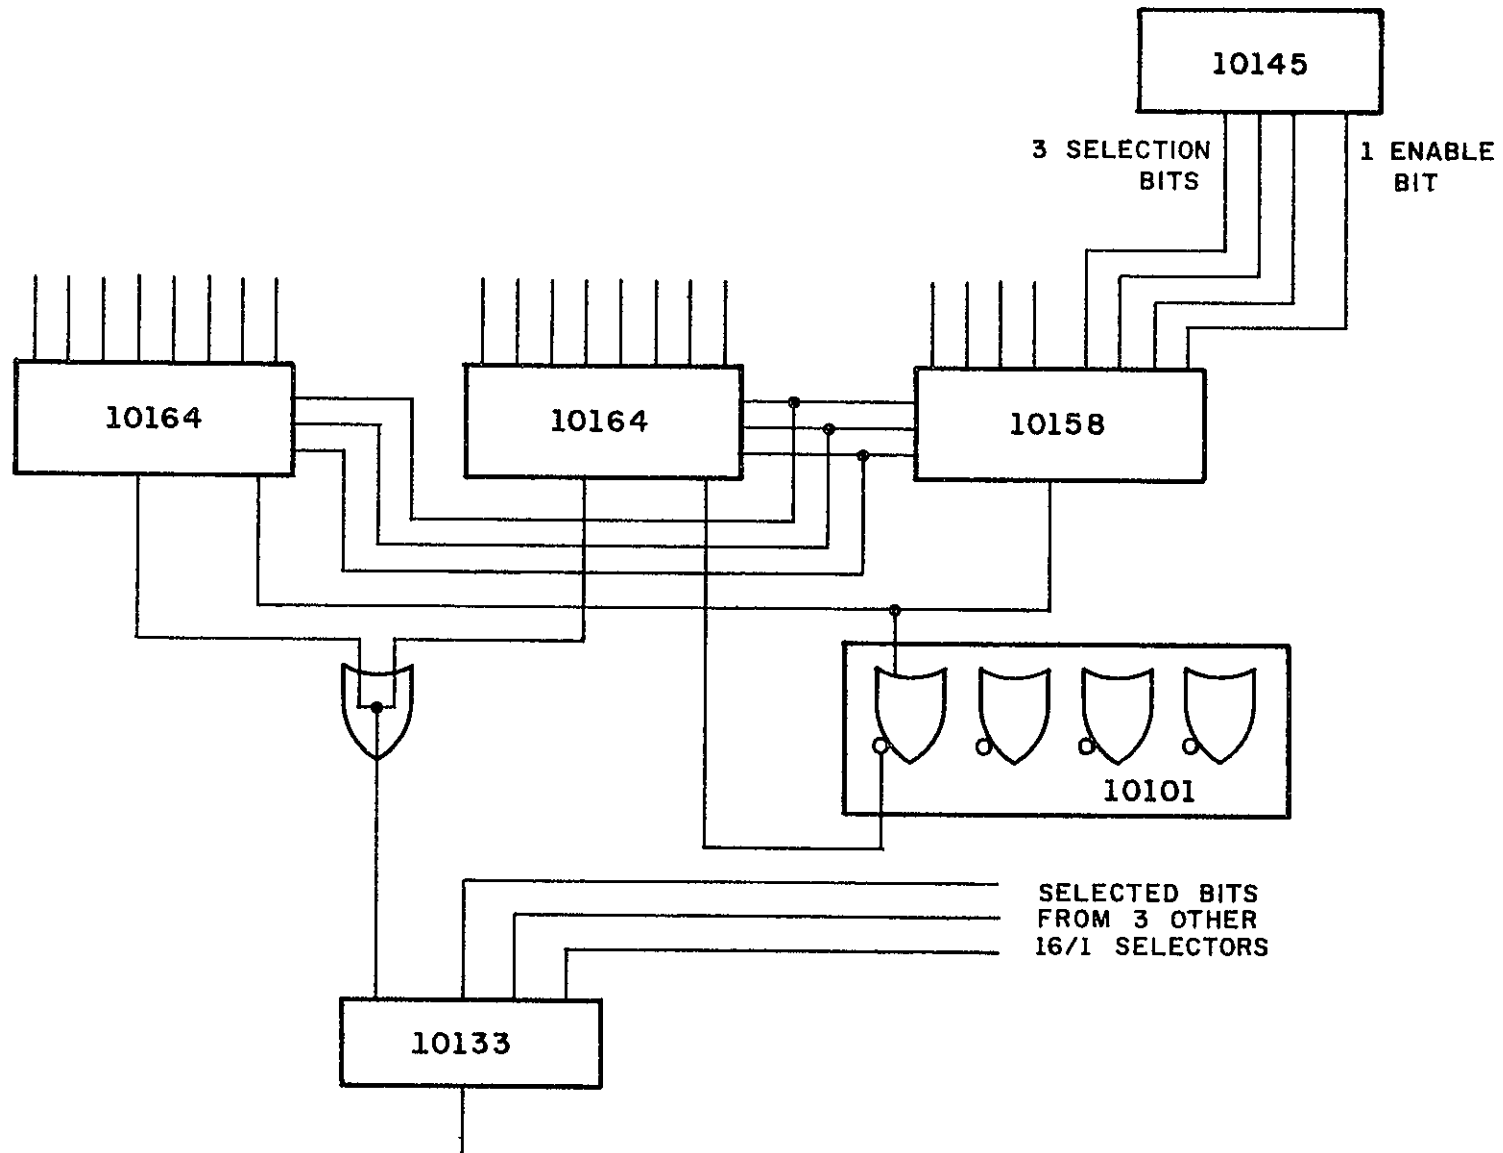 10145
3 SELECTION
BITS
1 ENABLE
BIT
10164
10164
10158
10101
SELECTED BITS
FROM 3 OTHER
16/1 SELECTORS
10133